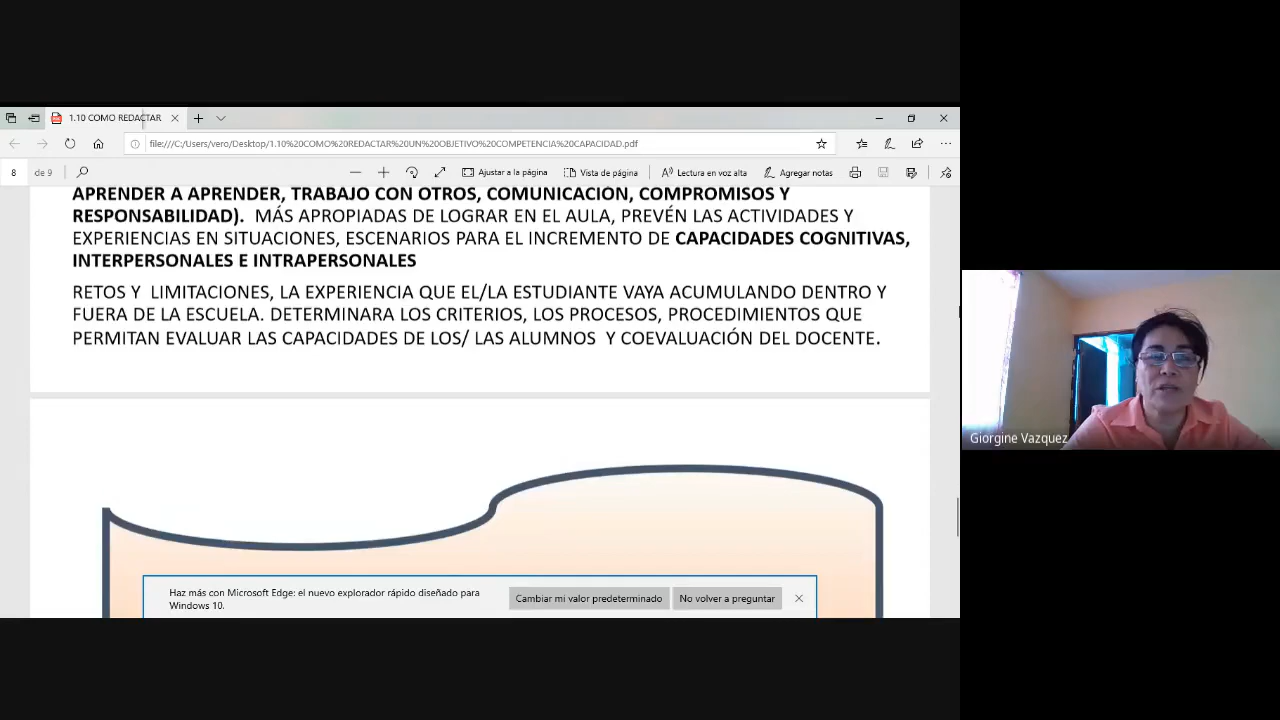 1.10 COMO REDACTAR
file:///C:/Users/vero/Desktop/1.10%20COMO%20REDACTAR%20UN%20OBJETIVO%20COMPETENCIA%20CAPACIDAD.pdf
8 de 9 Ajustar a la página Vista de página Lectura en voz alta Agregar notas
APRENDER A APRENDER, TRABAJO CON OTROS, COMUNICACIÓN, COMPROMISOS Y
RESPONSABILIDAD). MÁS APROPIADAS DE LOGRAR EN EL AULA, PREVÉN LAS ACTIVIDADES Y
EXPERIENCIAS EN SITUACIONES, ESCENARIOS PARA EL INCREMENTO DE CAPACIDADES COGNITIVAS,
INTERPERSONALES E INTRAPERSONALES
RETOS Y LIMITACIONES, LA EXPERIENCIA QUE EL/LA ESTUDIANTE VAYA ACUMULANDO DENTRO Y
FUERA DE LA ESCUELA. DETERMINARA LOS CRITERIOS, LOS PROCESOS, PROCEDIMIENTOS QUE
PERMITAN EVALUAR LAS CAPACIDADES DE LOS/ LAS ALUMNOS Y COEVALUACIÓN DEL DOCENTE.
Haz más con Microsoft Edge: el nuevo explorador rápido diseñado para
Windows 10.
Cambiar mi valor predeterminado No volver a preguntar
Giorgine Vazquez